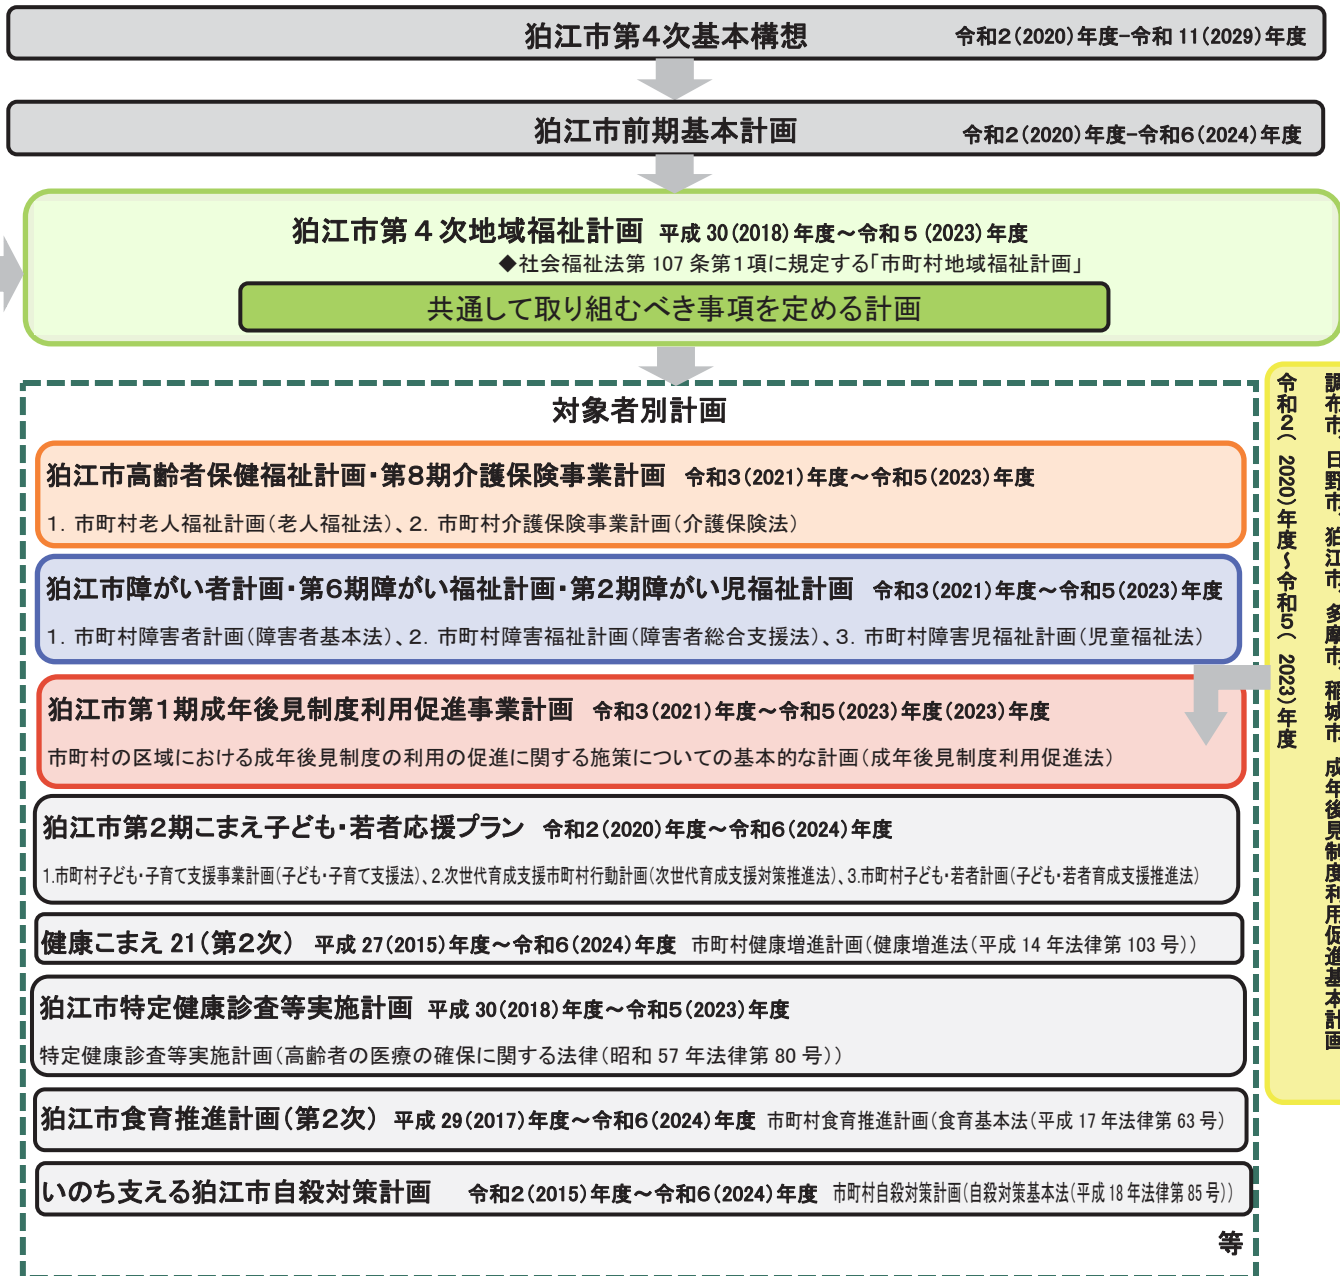 狛江市第4次基本構想 令和2(2020)年度-令和 11(2029)年度
狛江市前期基本計画 令和2(2020)年度-令和6(2024)年度
狛江市第4次地域福祉計画 平成 30(2018)年度～令和5(2023)年度
◆社会福祉法第 107 条第1項に規定する「市町村地域福祉計画」
共通して取り組むべき事項を定める計画
対象者別計画
狛江市高齢者保健福祉計画・第8期介護保険事業計画 令和3(2021)年度～令和5(2023)年度
1. 市町村老人福祉計画(老人福祉法)、2. 市町村介護保険事業計画(介護保険法)
狛江市障がい者計画・第6期障がい福祉計画・第2期障がい児福祉計画 令和3(2021)年度～令和5(2023)年度
1. 市町村障害者計画(障害者基本法)、2. 市町村障害福祉計画(障害者総合支援法)、3. 市町村障害児福祉計画(児童福祉法)
狛江市第1期成年後見制度利用促進事業計画 令和3(2021)年度～令和5(2023)年度(2023)年度
市町村の区域における成年後見制度の利用の促進に関する施策についての基本的な計画(成年後見制度利用促進法)
狛江市第2期こまえ子ども・若者応援プラン 令和2(2020)年度～令和6(2024)年度
1.市町村子ども・子育て支援事業計画(子ども・子育て支援法)、2.次世代育成支援市町村行動計画(次世代育成支援対策推進法)、3.市町村子ども・若者計画(子ども・若者育成支援推進法)
健康こまえ 21(第2次) 平成 27(2015)年度～令和6(2024)年度 市町村健康増進計画(健康増進法(平成 14 年法律第 103 号))
狛江市特定健康診査等実施計画 平成 30(2018)年度～令和5(2023)年度
特定健康診査等実施計画(高齢者の医療の確保に関する法律(昭和 57 年法律第 80 号))
狛江市食育推進計画(第2次) 平成 29(2017)年度～令和6(2024)年度 市町村食育推進計画(食育基本法(平成 17 年法律第 63 号)
いのち支える狛江市自殺対策計画 令和2(2015)年度～令和6(2024)年度 市町村自殺対策計画(自殺対策基本法(平成 18 年法律第 85 号))
等
調布市、日野市、狛江市、多摩市、稲城市 成年後見制度利用促進基本計画
令和2(2020)年度～令和5(2023)年度